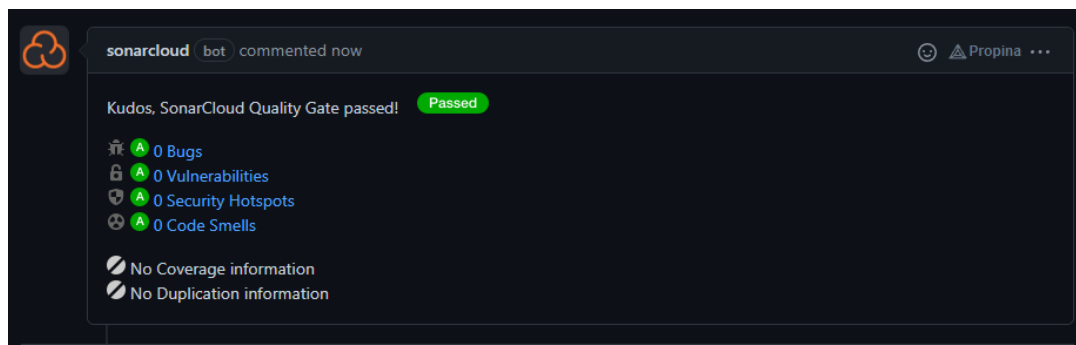 sonarcloud bot commented now Propina ...
Kudos, SonarCloud Quality Gate passed! Passed
A 0 Bugs
A 0 Vulnerabilities
A 0 Security Hotspots
A 0 Code Smells
No Coverage information
No Duplication information